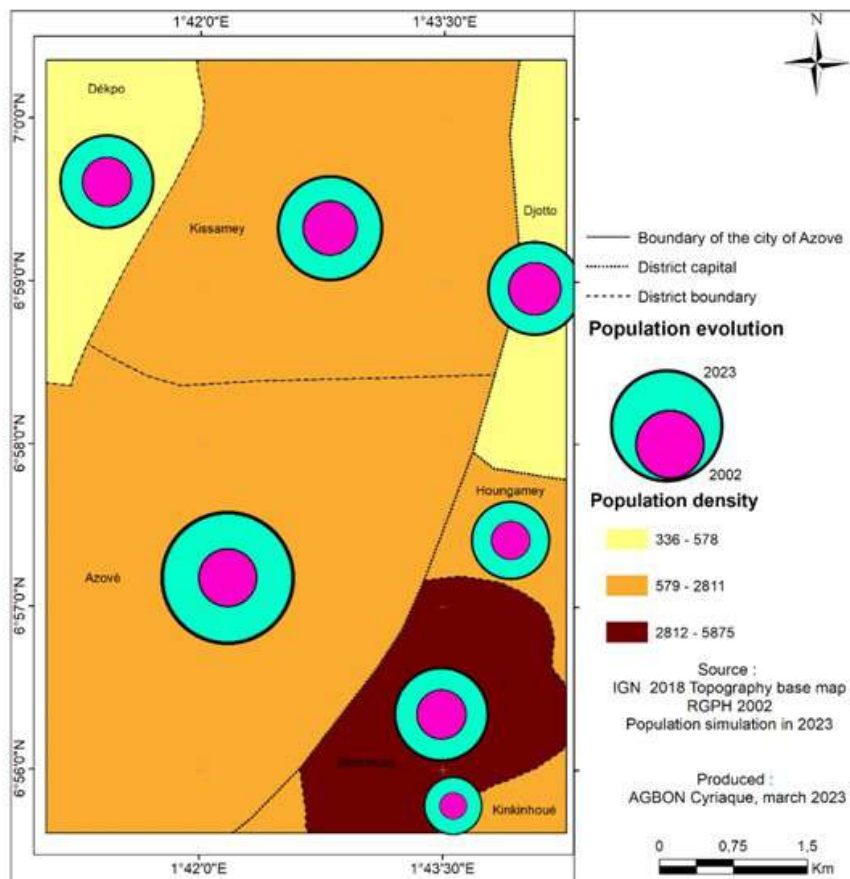 1°42'0"E 1°43'30"E
N
7°0'0"N
6°59'0"N
6°58'0"N
6°57'0"N
6°56'0"N
Dékpo
Kissamey
Djotto
Houngamey
Azovè
Kinkinhoué
1°42'0"E 1°43'30"E
Boundary of the city of Azove
District capital
District boundary
Population evolution
2023
2002
Population density
336 - 578
579 - 2811
2812 - 5875
Source :
IGN 2018 Topography base map
RGPH 2002
Population simulation in 2023
Produced :
AGBON Cyriaque, march 2023
0 0,75 1,5
Km